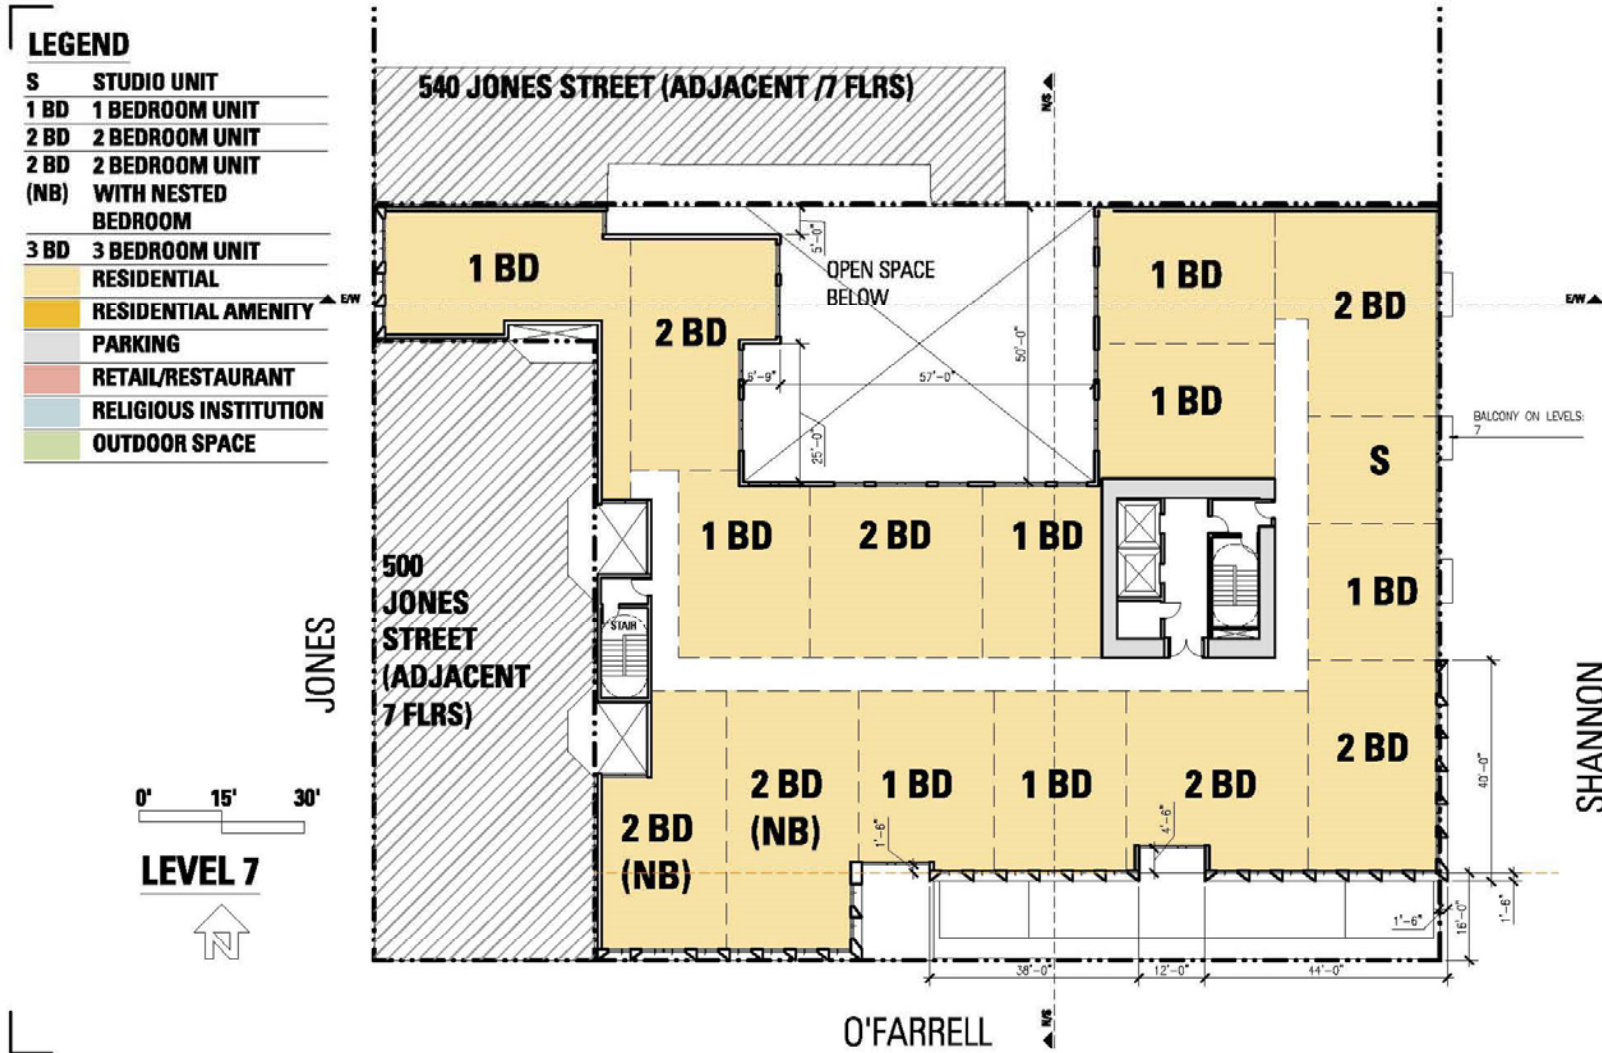 LEGEND
S STUDIO UNIT
1 BD 1 BEDROOM UNIT
2 BD 2 BEDROOM UNIT
2 BD 2 BEDROOM UNIT
(NB) WITH NESTED
BEDROOM
3 BD 3 BEDROOM UNIT
RESIDENTIAL
RESIDENTIAL AMENITY
PARKING
RETAIL/RESTAURANT
RELIGIOUS INSTITUTION
OUTDOOR SPACE
540 JONES STREET (ADJACENT /7 FLRS)
N/S
E/W
E/W
1 BD
2 BD
5'-0"
OPEN SPACE
BELOW
50'-0"
5'-9"
57'-0"
25'-0"
1 BD
2 BD
1 BD
S
BALCONY ON LEVELS:
7
1 BD
2 BD
1 BD
1 BD
500
JONES
STREET
(ADJACENT
7 FLRS)
STAIR
JONES
SHANNON
2 BD
(NB)
2 BD
(NB)
1 BD
1 BD
2 BD
2 BD
1'-6"
4'-6"
40'-0"
1'-6"
16'-0"
1'-6"
38'-0"
12'-0"
44'-0"
0' 15' 30'
LEVEL 7
N
O'FARRELL
N/S